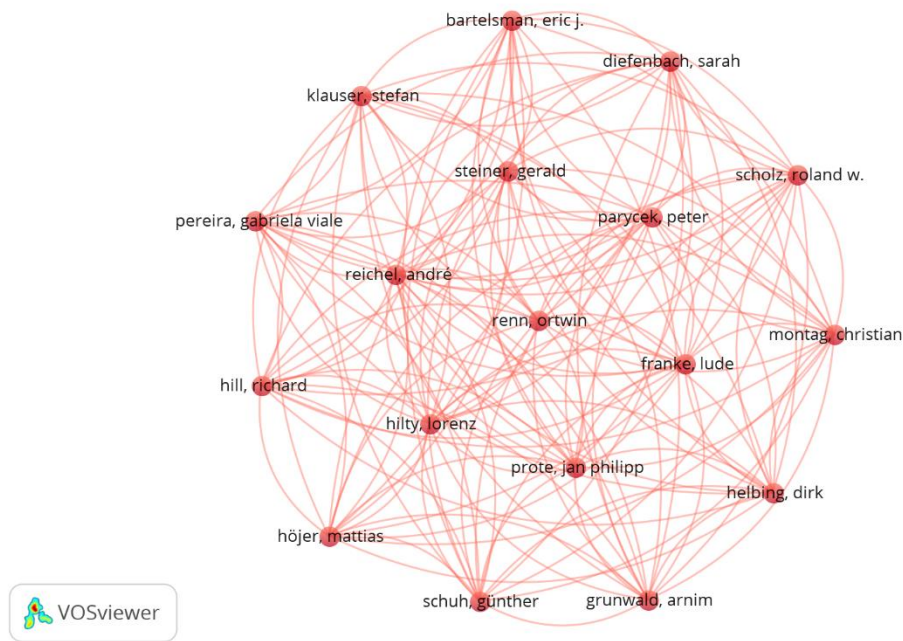 bartelsman, eric j.
diefenbach, sarah
klauser, stefan
steiner, gerald
scholz, roland w.
parycek, peter
pereira, gabriela viale
reichel, andré
renn, ortwin
montag, christian
franke, lude
hill, richard
hilty, lorenz
prote, jan philipp
helbing, dirk
höjer, mattias
schuh, günther
grunwald, arnim
VOSviewer